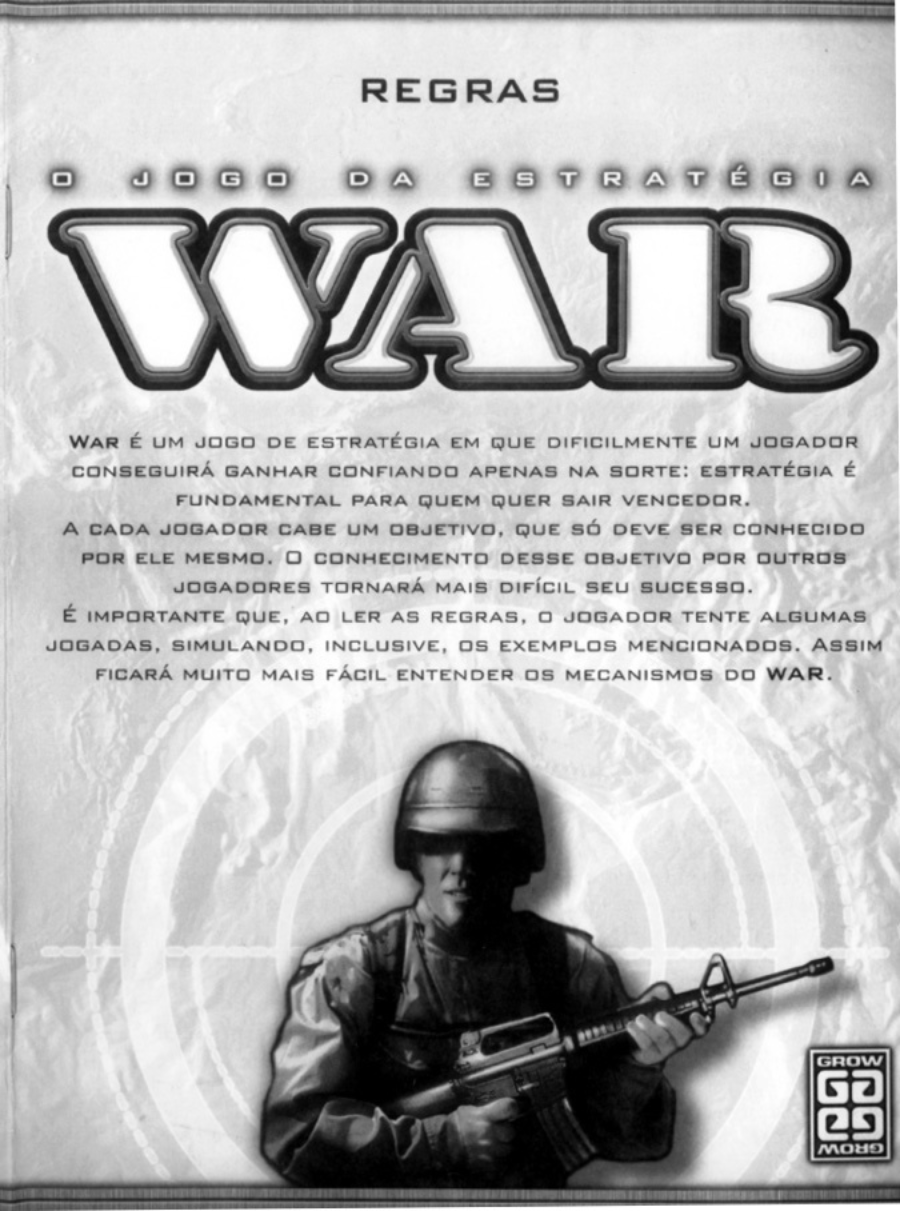 REGRAS
O JOGO DA ESTRATÉGIA
WAR
WAR É UM JOGO DE ESTRATÉGIA EM QUE DIFICILMENTE UM JOGADOR
CONSEGUIRÁ GANHAR CONFIANDO APENAS NA SORTE: ESTRATÉGIA É
FUNDAMENTAL PARA QUEM QUER SAIR VENCEDOR.
A CADA JOGADOR CABE UM OBJETIVO, QUE SÓ DEVE SER CONHECIDO
POR ELE MESMO. O CONHECIMENTO DESSE OBJETIVO POR OUTROS
JOGADORES TORNARÁ MAIS DIFÍCIL SEU SUCESSO.
É IMPORTANTE QUE, AO LER AS REGRAS, O JOGADOR TENTE ALGUMAS
JOGADAS, SIMULANDO, INCLUSIVE, OS EXEMPLOS MENCIONADOS. ASSIM
FICARÁ MUITO MAIS FÁCIL ENTENDER OS MECANISMOS DO WAR.
GROW
GROW